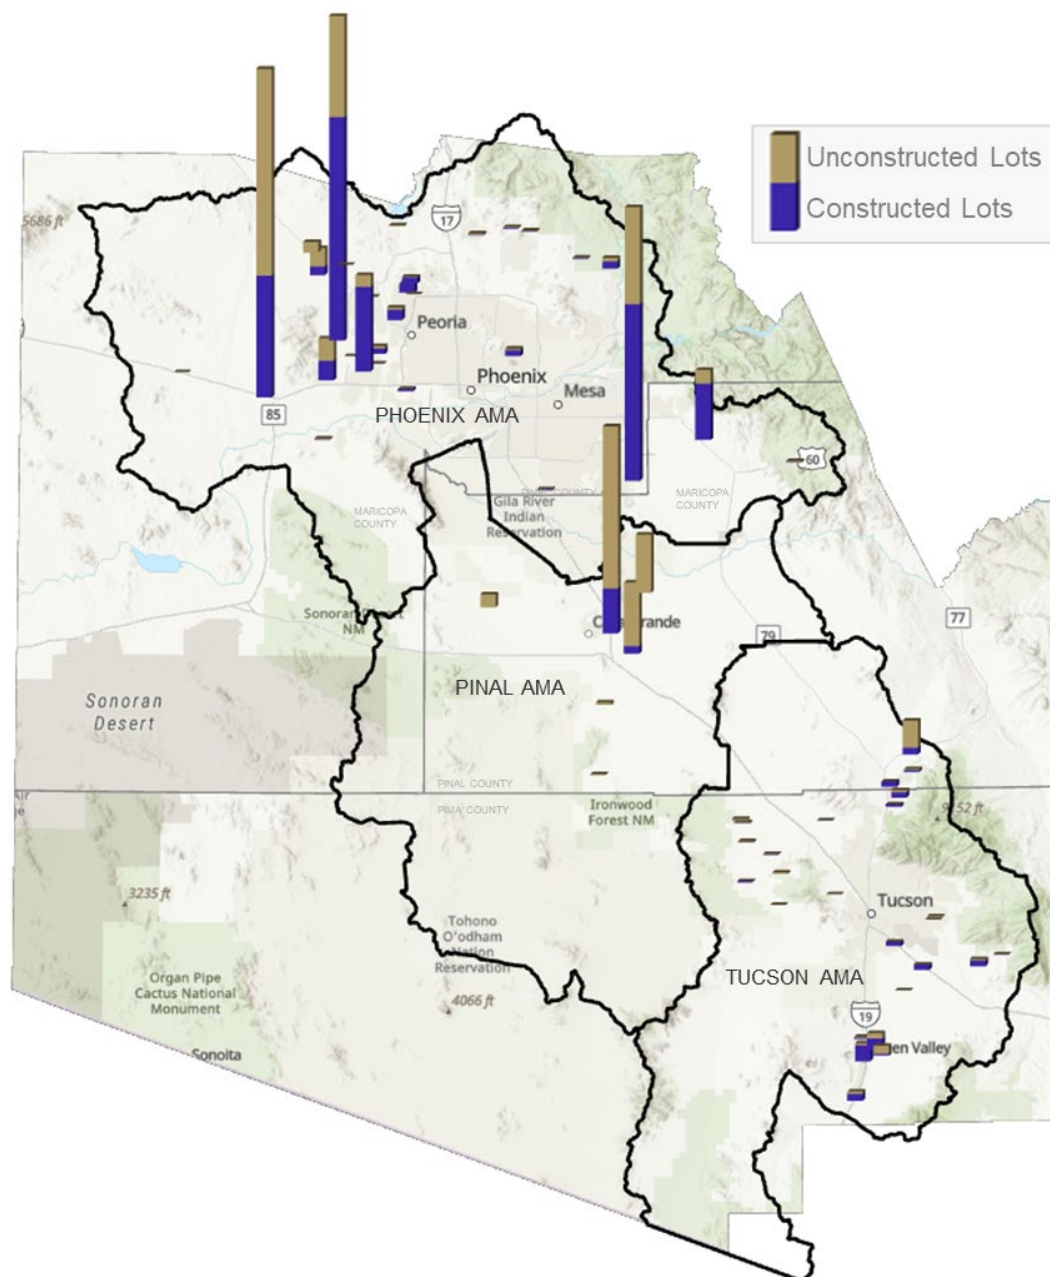 Unconstructed Lots
Constructed Lots
5686 ft
17
Peoria
Phoenix
Mesa
85
PHOENIX AMA
60
MARICOPA
COUNTY
MARICOPA
COUNTY
Gila River
Indian
Reservation
NM
79
77
PINAL AMA
Sonoran
Desert
PINAL COUNTY
PIMA COUNTY
Ironwood
Forest NM
3235 ft
Tucson
Tohono
O'odham
Nation
Reservation
TUCSON AMA
Organ Pipe
Cactus National
Monument
4066 ft
19
Sonoita